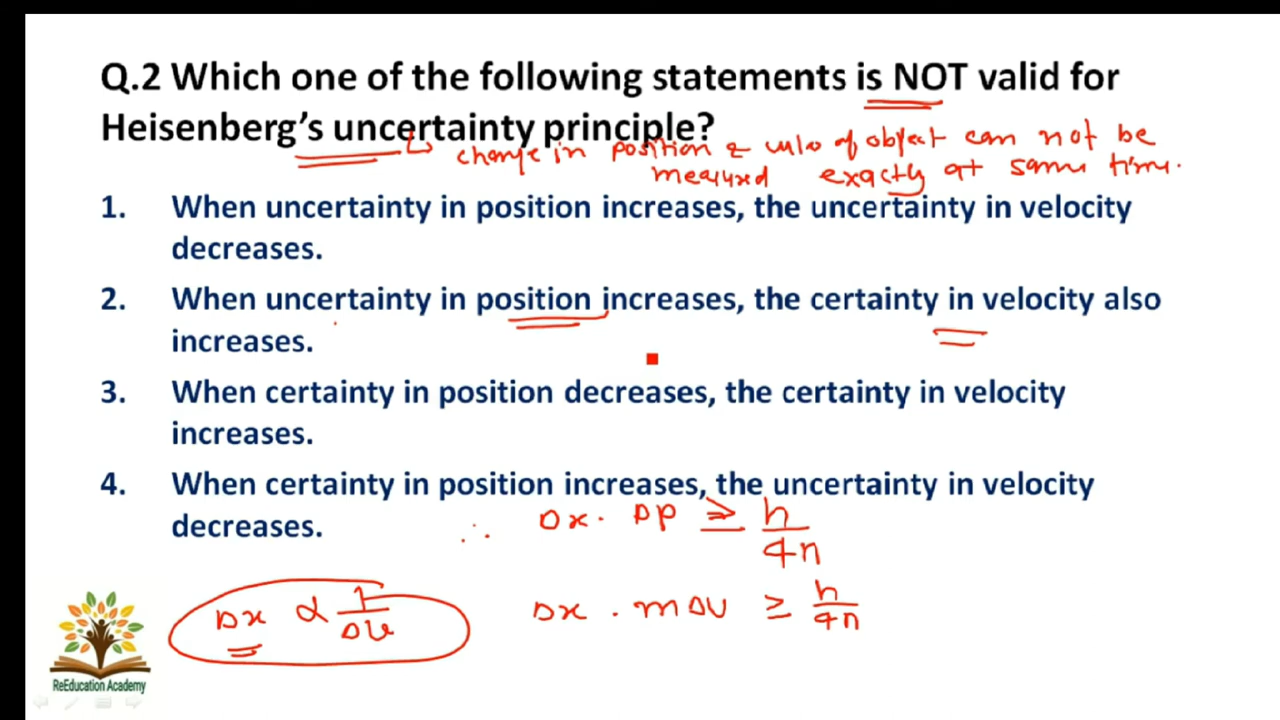 Q.2 Which one of the following statements is NOT valid for
Heisenberg's uncertainty principle?
change in position & of object can not be
measured exactly at same time.
1. When uncertainty in position increases, the uncertainty in velocity
decreases.
2. When uncertainty in position increases, the certainty in velocity also
increases.
3. When certainty in position decreases, the certainty in velocity
increases.
4. When certainty in position increases, the uncertainty in velocity
decreases.
∴ Δx · Δp ≥ h/4π
Δx ∝ 1/Δv
Δx · mΔv ≥ h/4π
ReEducation Academy